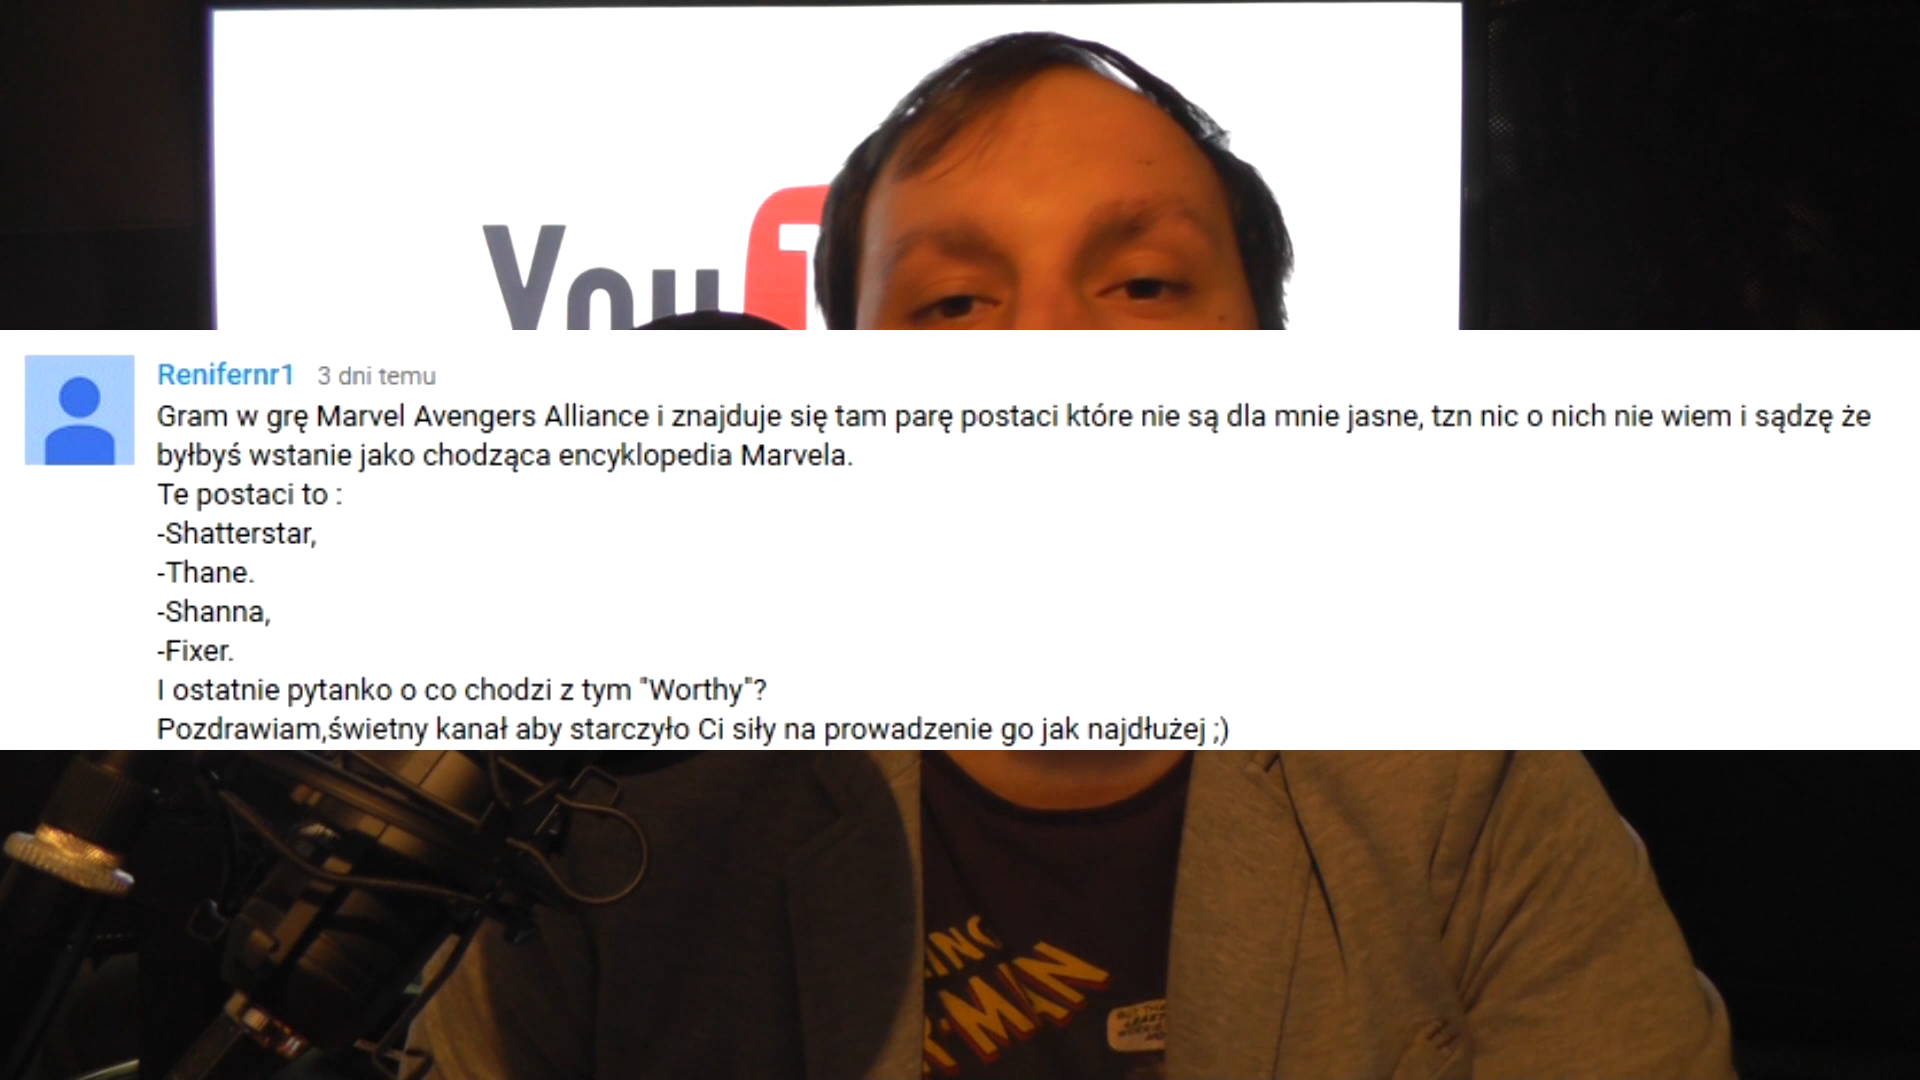 You
Renifernr1 3 dni temu
Gram w grę Marvel Avengers Alliance i znajduje się tam parę postaci które nie są dla mnie jasne, tzn nic o nich nie wiem i sądzę że
byłbyś wstanie jako chodząca encyklopedia Marvela.
Te postaci to :
-Shatterstar,
-Thane.
-Shanna,
-Fixer.
I ostatnie pytanko o co chodzi z tym "Worthy"?
Pozdrawiam,świetny kanał aby starczyło Ci siły na prowadzenie go jak najdłużej ;)